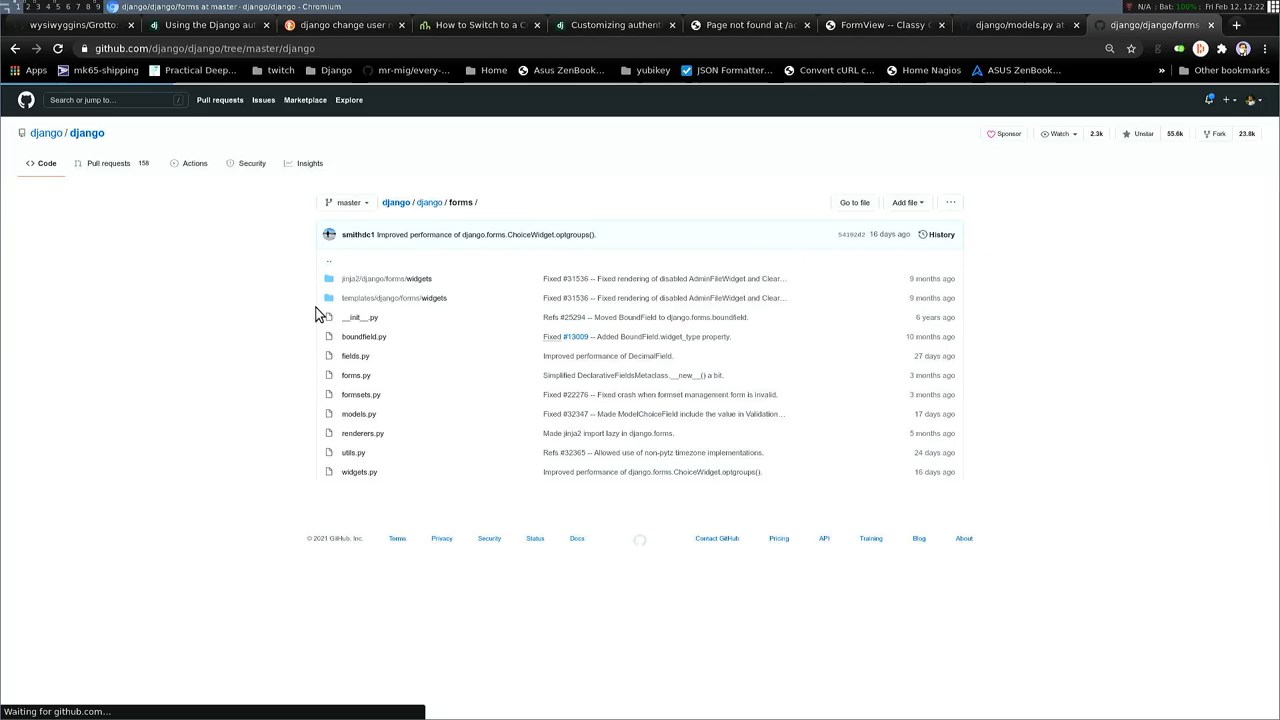 1 2 3 4 5 6 7 8 9 django/django/forms at master · django/django - Chromium N/A Bat: 100% Fri Feb 12, 12:22
wysiwyggins/Grotto: Using the Django aut django change user n How to Switch to a C Customizing authent Page not found at /ac FormView -- Classy C django/models.py at django/django/forms
github.com/django/django/tree/master/django
Apps mk65-shipping Practical Deep... twitch Django mr-mig/every-... Home Asus ZenBook... yubikey JSON Formatter... Convert cURL c... Home Nagios ASUS ZenBook... » Other bookmarks
Search or jump to... / Pull requests Issues Marketplace Explore
django / django Sponsor Watch 2.3k Unstar 55.6k Fork 23.8k
Code Pull requests 158 Actions Security Insights
master django / django / forms / Go to file Add file ...
smithdc1 Improved performance of django.forms.ChoiceWidget.optgroups(). 54102d2 16 days ago History
..
jinja2/django/forms/widgets Fixed #31536 -- Fixed rendering of disabled AdminFileWidget and Clear... 9 months ago
templates/django/forms/widgets Fixed #31536 -- Fixed rendering of disabled AdminFileWidget and Clear... 9 months ago
__init__.py Refs #25294 -- Moved BoundField to django.forms.boundfield. 6 years ago
boundfield.py Fixed #13009 -- Added BoundField.widget_type property. 10 months ago
fields.py Improved performance of DecimalField. 27 days ago
forms.py Simplified DeclarativeFieldsMetaclass.__new__() a bit. 3 months ago
formsets.py Fixed #22276 -- Fixed crash when formset management form is invalid. 3 months ago
models.py Fixed #32347 -- Made ModelChoiceField include the value in Validation... 17 days ago
renderers.py Made jinja2 import lazy in django.forms. 5 months ago
utils.py Refs #32365 -- Allowed use of non-pytz timezone implementations. 24 days ago
widgets.py Improved performance of django.forms.ChoiceWidget.optgroups(). 16 days ago
© 2021 GitHub, Inc. Terms Privacy Security Status Docs Contact GitHub Pricing API Training Blog About
Waiting for github.com...